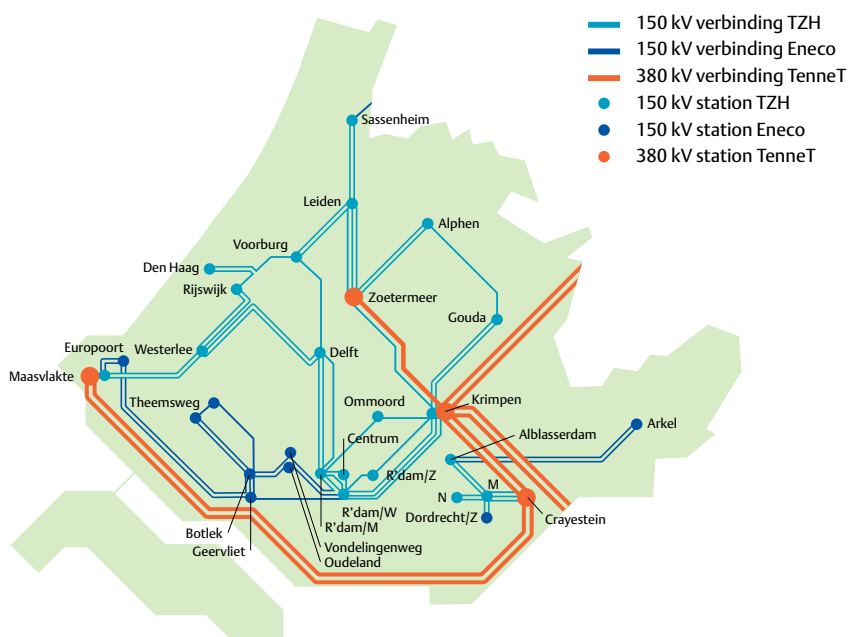 150 kV verbinding TZH
150 kV verbinding Eneco
380 kV verbinding TenneT
150 kV station TZH
150 kV station Eneco
380 kV station TenneT
Sassenheim
Leiden
Alphen
Voorburg
Den Haag
Rijswijk
Zoetermeer
Gouda
Europoort
Westerlee
Delft
Maasvlakte
Theemsweg
Ommoord
Krimpen
Centrum
Alblasserdam
Arkel
R'dam/Z
M
N
R'dam/W
Dordrecht/Z
Crayestein
R'dam/M
Botlek
Geervliet
Vondelingenweg
Oudeland